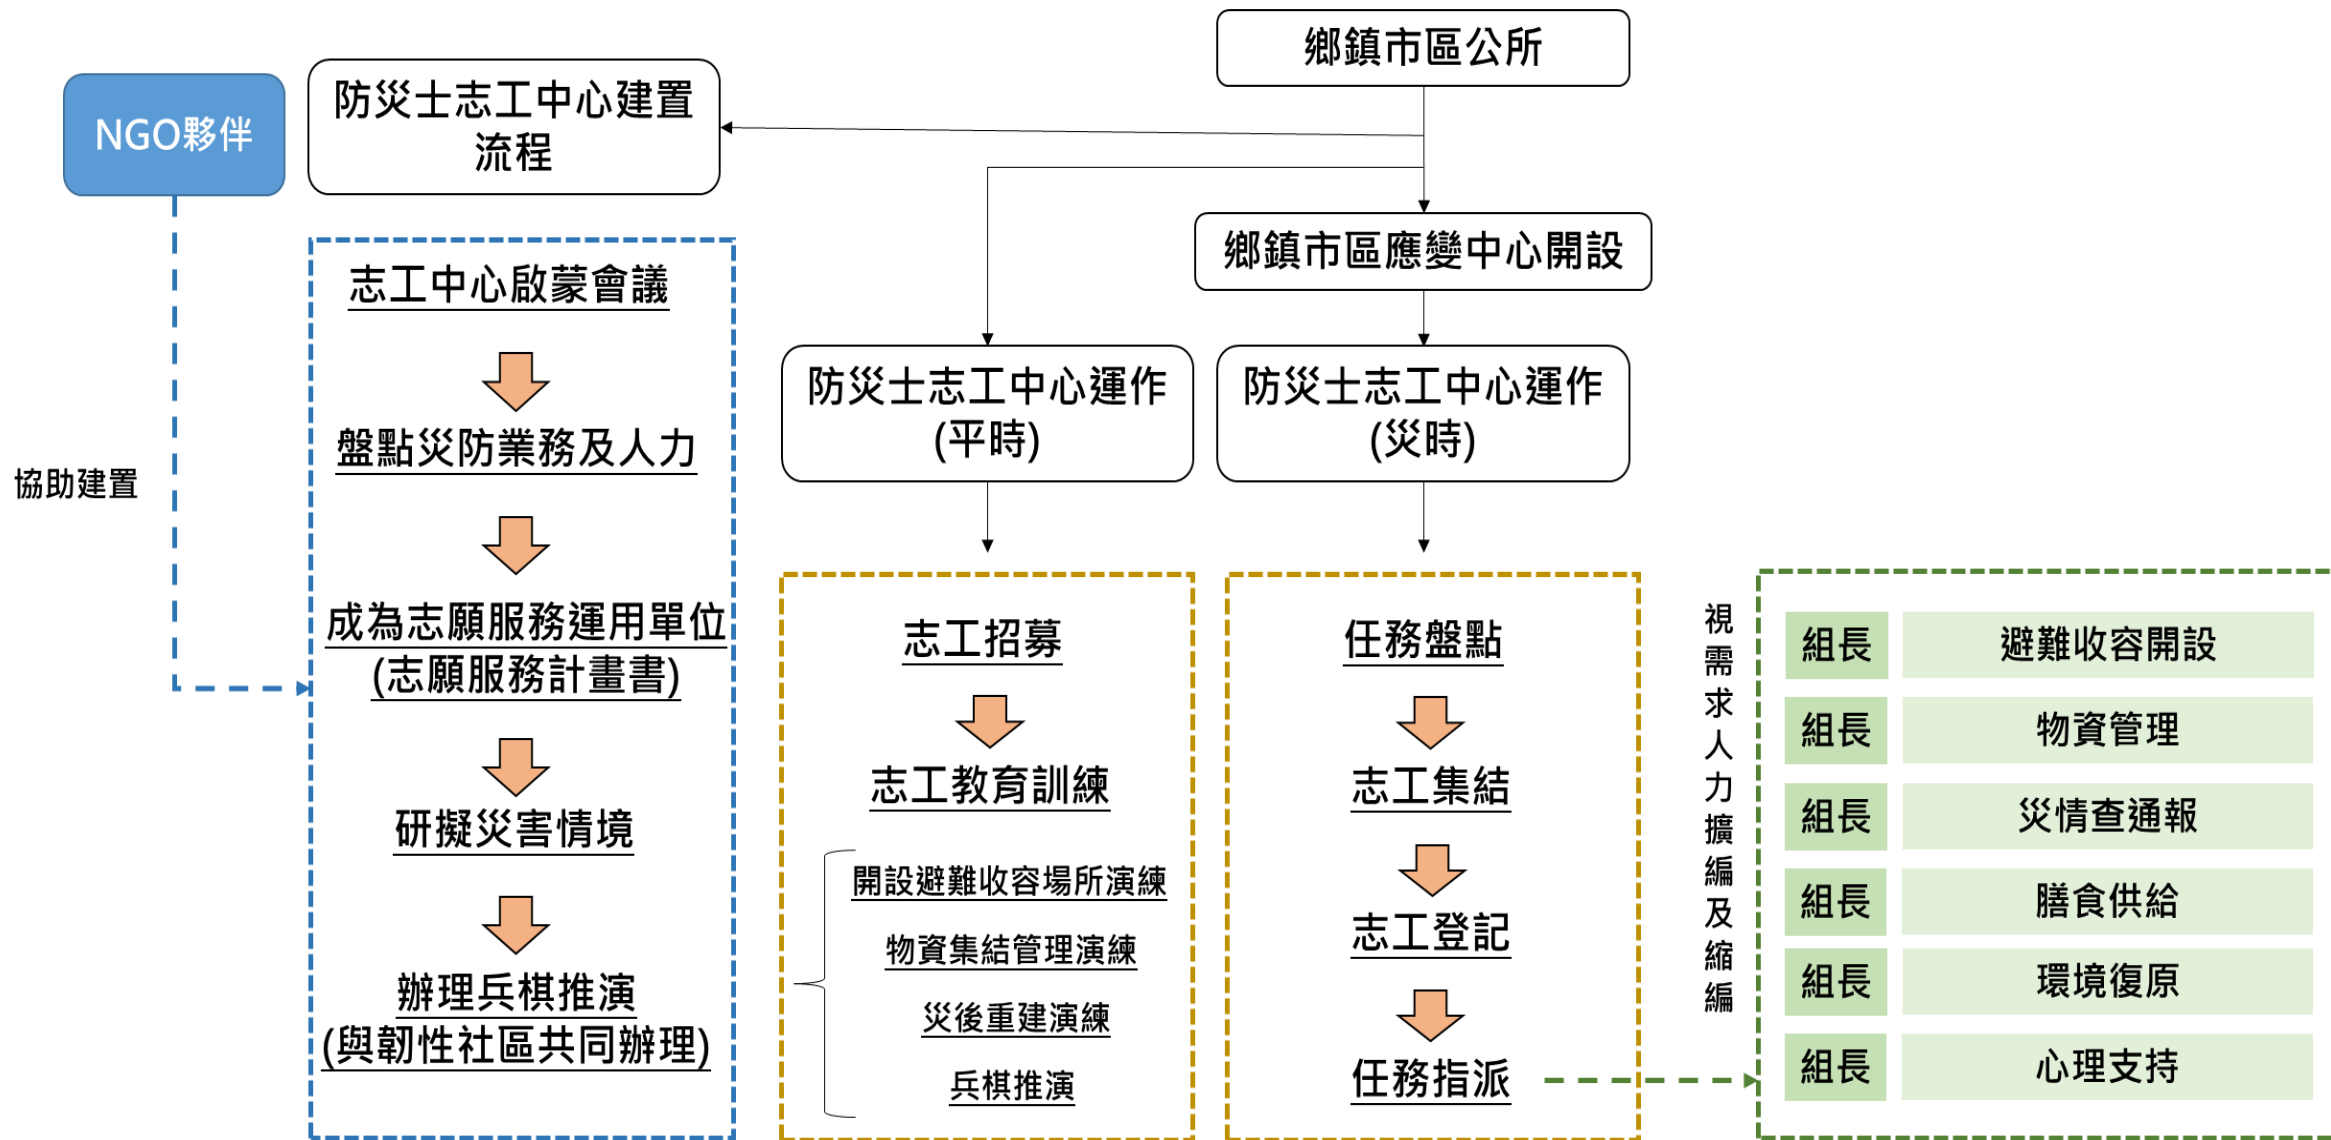 鄉鎮市區公所
NGO夥伴
防災士志工中心建置
流程
鄉鎮市區應變中心開設
志工中心啟蒙會議
盤點災防業務及人力
成為志願服務運用單位
(志願服務計畫書)
研擬災害情境
辦理兵棋推演
(與韌性社區共同辦理)
協助建置
防災士志工中心運作
(平時)
志工招募
志工教育訓練
開設避難收容場所演練
物資集結管理演練
災後重建演練
兵棋推演
防災士志工中心運作
(災時)
任務盤點
志工集結
志工登記
任務指派
視需求人力擴編及縮編
組長 避難收容開設
組長 物資管理
組長 災情查通報
組長 膳食供給
組長 環境復原
組長 心理支持